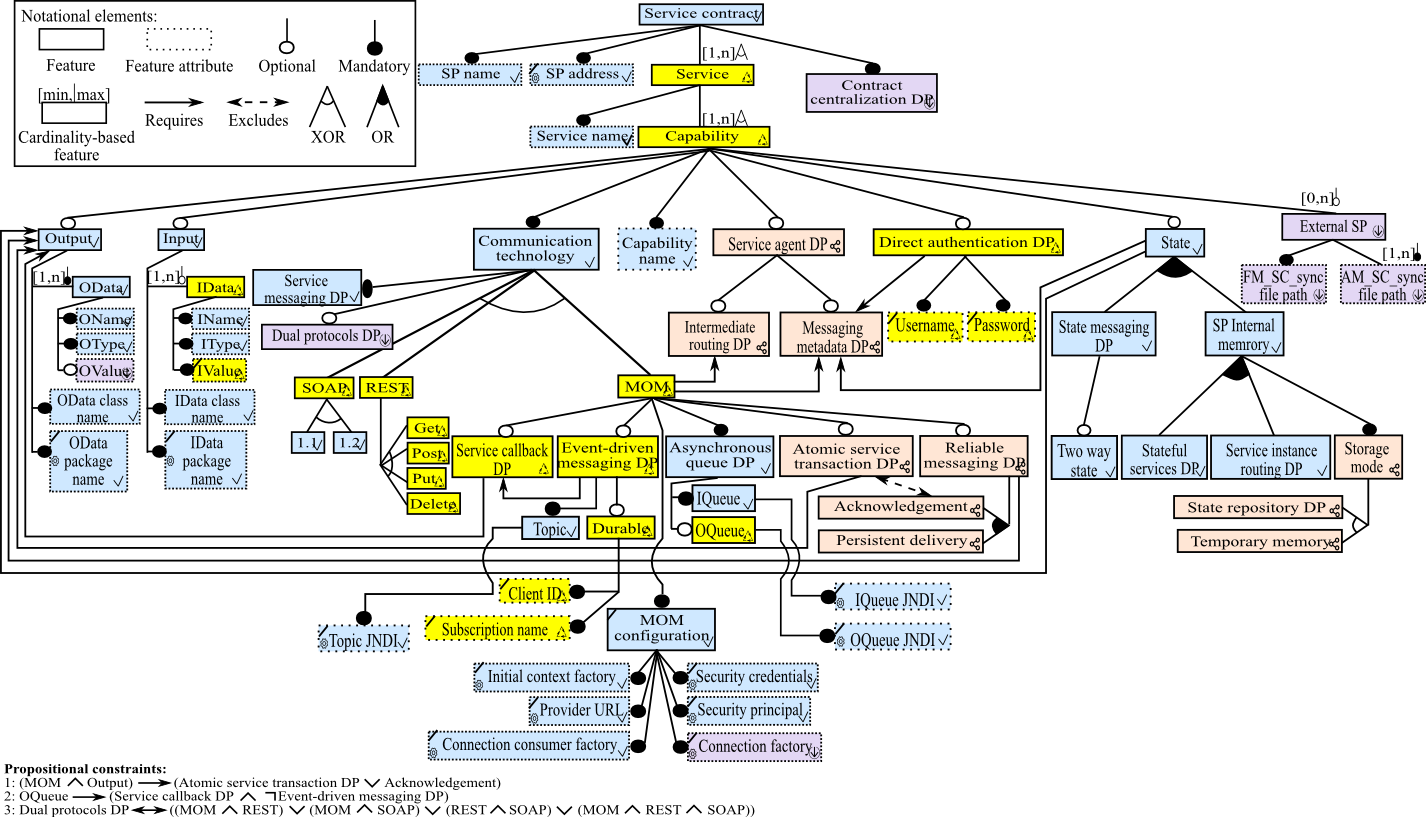 Notational elements:
Feature
Feature attribute
Optional
Mandatory
[min, max]
Cardinality-based
feature
Requires
Excludes
XOR
OR
Service contract
SP name
SP address
[1,n]
Service
Contract
centralization DP
Service name
[1,n]
Capability
Output
Input
Communication
technology
Capability
name
Service agent DP
Direct authentication DP
State
[0,n]
External SP
[1,n]
FM_SC_sync
file path
AM_SC_sync
file path
[1,n]
OData
OName
OType
OValue
OData class
name
OData
package
name
[1,n]
IData
IName
IType
IValue
IData class
name
IData
package
name
Service
messaging DP
Dual protocols DP
SOAP
REST
1.1
1.2
Get
Post
Put
Delete
MOM
Intermediate
routing DP
Messaging
metadata DP
Username
Password
State messaging
DP
SP Internal
memrory
Two way
state
Stateful
services DR
Service instance
routing DP
Storage
mode
State repository DP
Temporary memory
Service callback
DP
Event-driven
messaging DP
Asynchronous
queue DP
Atomic service
transaction DP
Reliable
messaging DP
Topic
Durable
IQueue
OQueue
Acknowledgement
Persistent delivery
Client ID
Subscription name
Topic JNDI
MOM
configuration
IQueue JNDI
OQueue JNDI
Initial context factory
Security credentials
Provider URL
Security principal
Connection consumer factory
Connection factory
Propositional constraints:
1: (MOM ∧ Output) → (Atomic service transaction DP ∨ Acknowledgement)
2: OQueue → (Service callback DP ∧ ¬Event-driven messaging DP)
3: Dual protocols DP ↔ ((MOM ∧ REST) ∨ (MOM ∧ SOAP) ∨ (REST ∧ SOAP) ∨ (MOM ∧ REST ∧ SOAP))